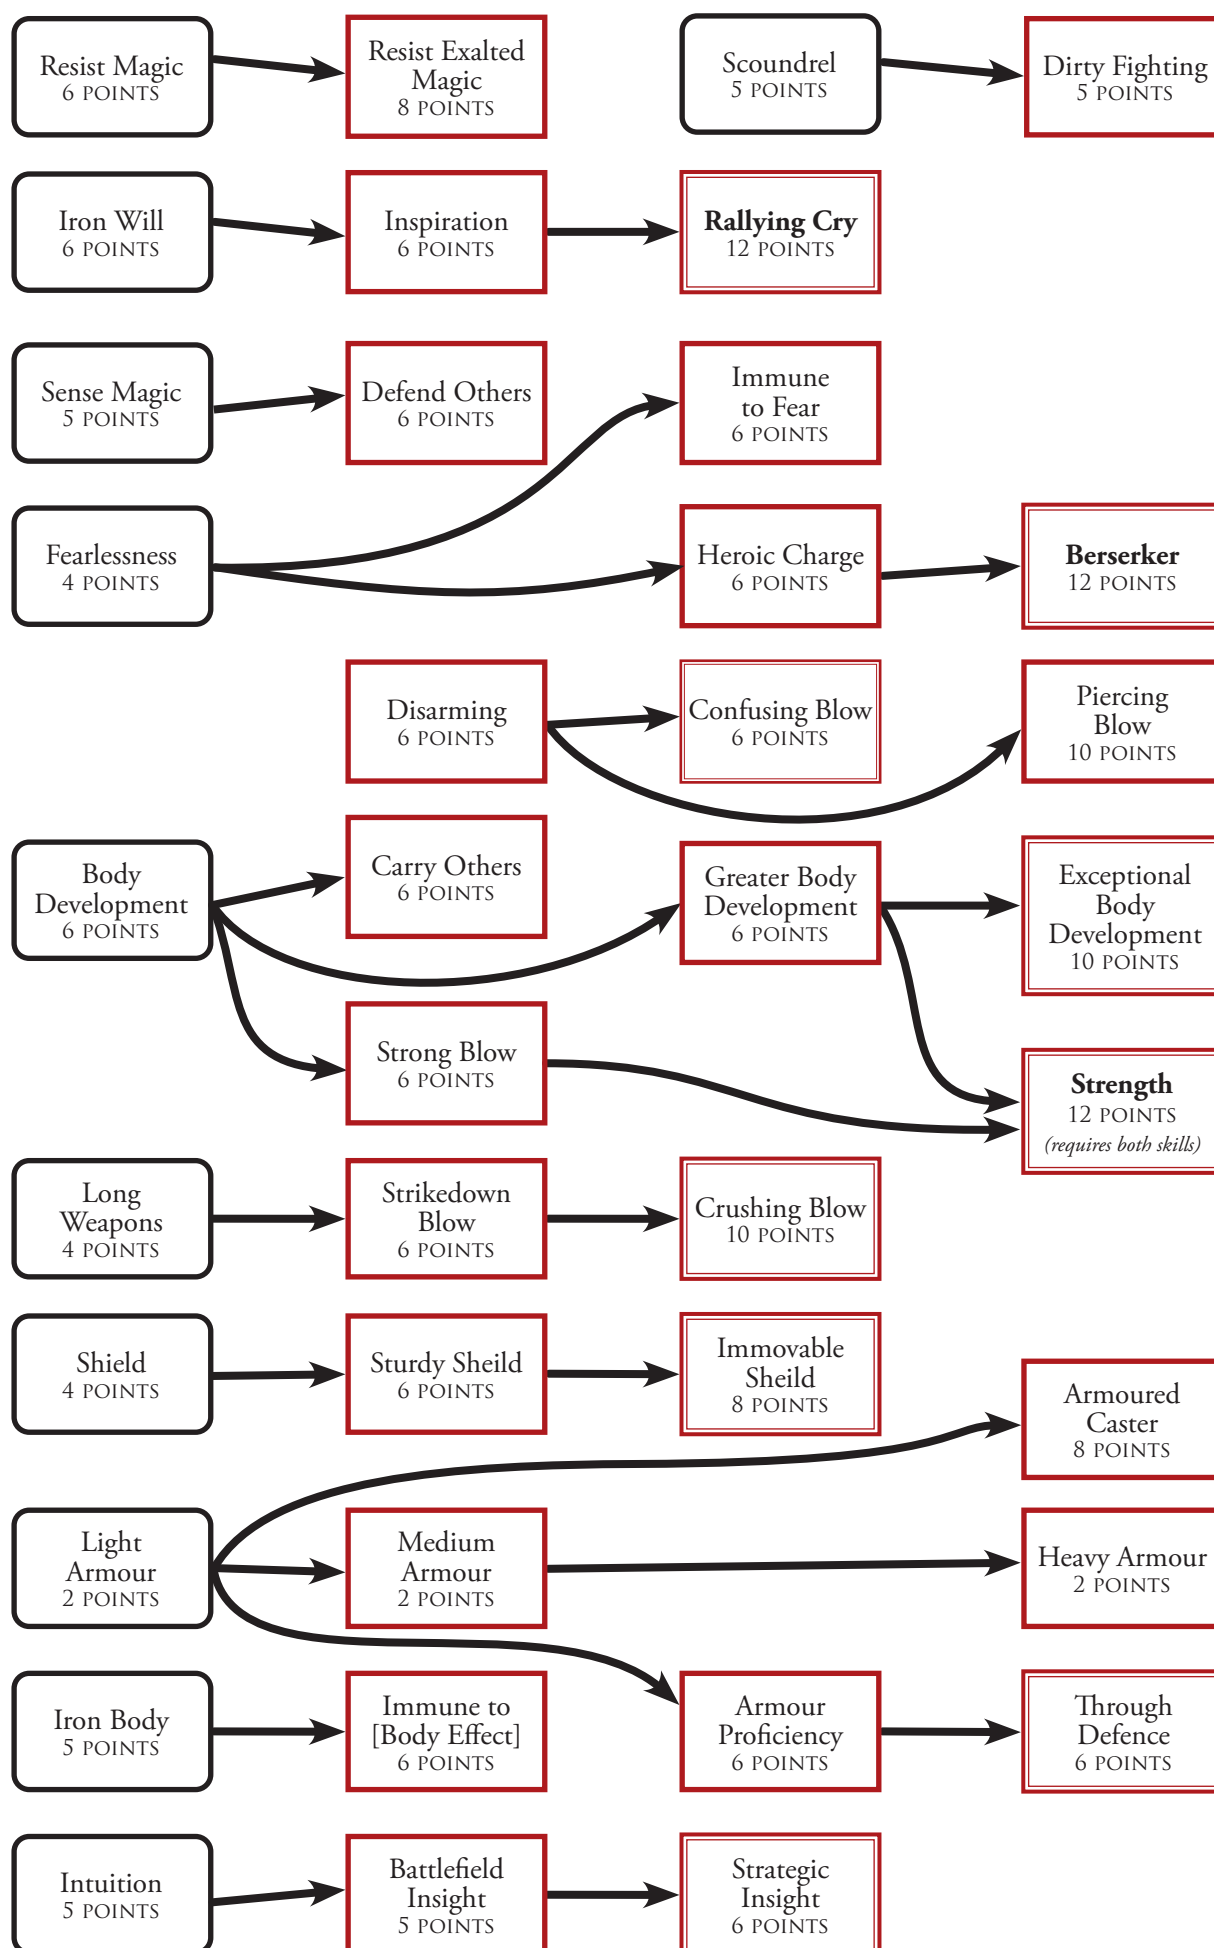 Resist Magic
6 POINTS
Resist Exalted
Magic
8 POINTS
Scoundrel
5 POINTS
Dirty Fighting
5 POINTS
Iron Will
6 POINTS
Inspiration
6 POINTS
Rallying Cry
12 POINTS
Sense Magic
5 POINTS
Defend Others
6 POINTS
Immune
to Fear
6 POINTS
Fearlessness
4 POINTS
Heroic Charge
6 POINTS
Berserker
12 POINTS
Disarming
6 POINTS
Confusing Blow
6 POINTS
Piercing
Blow
10 POINTS
Body
Development
6 POINTS
Carry Others
6 POINTS
Greater Body
Development
6 POINTS
Exceptional
Body
Development
10 POINTS
Strong Blow
6 POINTS
Strength
12 POINTS
(requires both skills)
Long
Weapons
4 POINTS
Strikedown
Blow
6 POINTS
Crushing Blow
10 POINTS
Shield
4 POINTS
Sturdy Sheild
6 POINTS
Immovable
Sheild
8 POINTS
Armoured
Caster
8 POINTS
Light
Armour
2 POINTS
Medium
Armour
2 POINTS
Heavy Armour
2 POINTS
Iron Body
5 POINTS
Immune to
[Body Effect]
6 POINTS
Armour
Proficiency
6 POINTS
Through
Defence
6 POINTS
Intuition
5 POINTS
Battlefield
Insight
5 POINTS
Strategic
Insight
6 POINTS